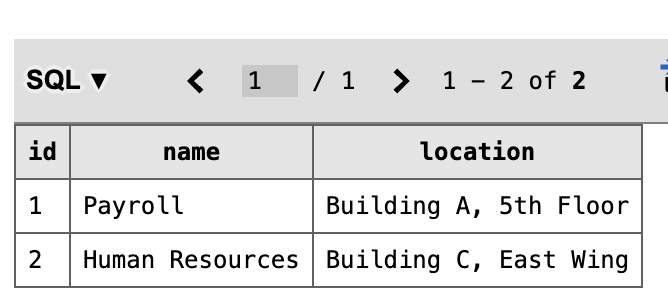 SQL ▼ < 1 / 1 > 1 – 2 of 2
id name location
1 Payroll Building A, 5th Floor
2 Human Resources Building C, East Wing